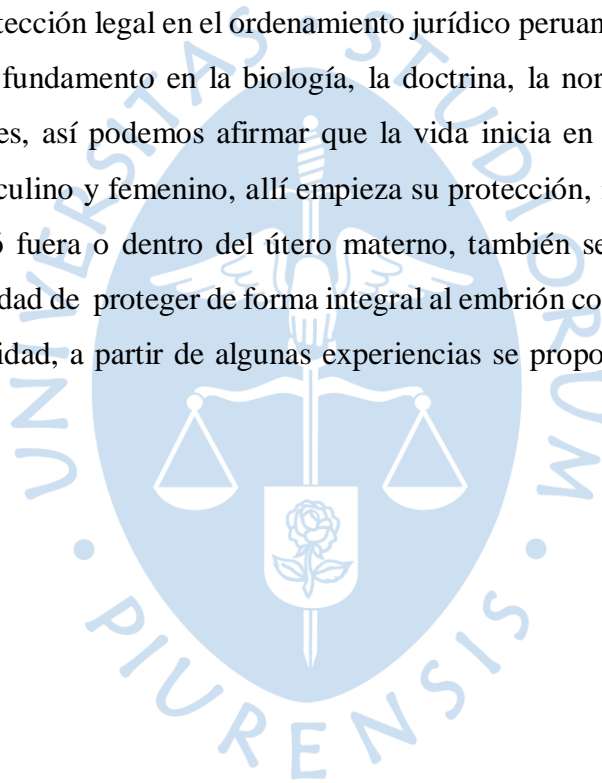 tección legal en el ordenamiento jurídico peruan
fundamento en la biología, la doctrina, la nor
es, así podemos afirmar que la vida inicia en
culino y femenino, allí empieza su protección,
fuera o dentro del útero materno, también se
dad de proteger de forma integral al embrión co
idad, a partir de algunas experiencias se propo
UNIVERSITAS • STUDIORUM • PIURENSIS